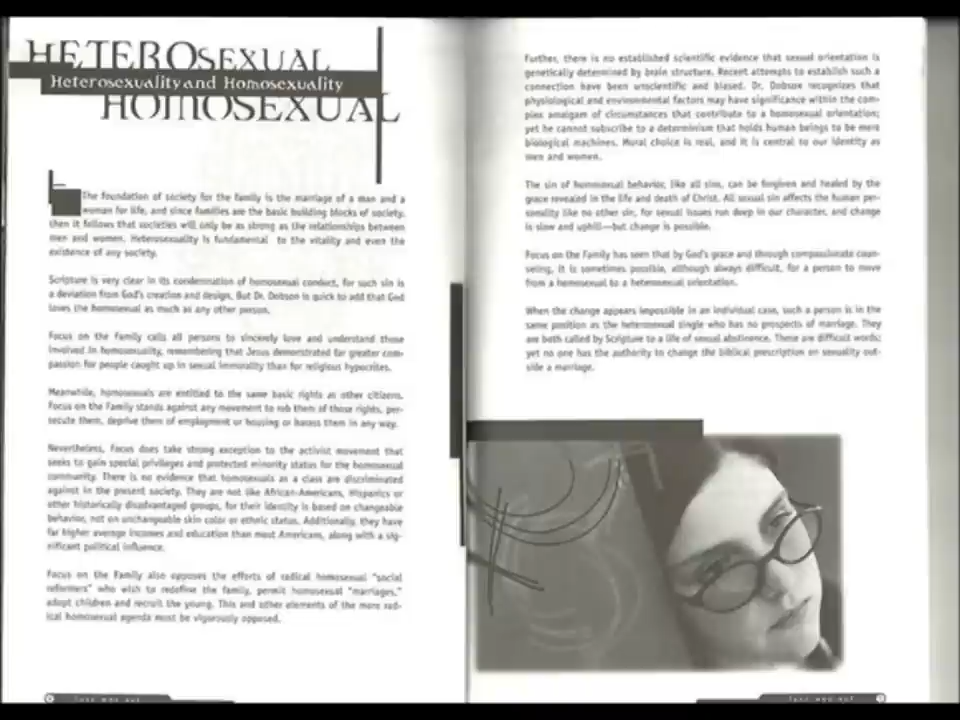 HETEROSEXUAL
Heterosexuality and Homosexuality
HOMOSEXUAL
The foundation of society for the family is the marriage of a man and a
woman for life, and since families are the basic building blocks of society,
then it follows that societies will only be as strong as the relationships between
men and women. Heterosexuality is fundamental to the vitality and even the
existence of any society.
Scripture is very clear in its condemnation of homosexual conduct, for such sin is
a deviation from God's creation and design. But Dr. Dobson is quick to add that God
loves the homosexual as much as any other person.
Focus on the Family calls all persons to sincerely love and understand those
involved in homosexuality, remembering that Jesus demonstrated far greater com-
passion for people caught up in sexual immorality than for religious hypocrites.
Meanwhile, homosexuals are entitled to the same basic rights as other citizens.
Focus on the Family stands against any movement to rob them of those rights, per-
secute them, deprive them of employment or housing or harass them in any way.
Nevertheless, Focus does take strong exception to the activist movement that
seeks to gain special privileges and protected minority status for the homosexual
community. There is no evidence that homosexuals as a class are discriminated
against in the present society. They are not like African-Americans, Hispanics or
other historically disadvantaged groups, for their identity is based on changeable
behavior, not on unchangeable skin color or ethnic status. Additionally, they have
far higher average incomes and education than most Americans, along with a sig-
nificant political influence.
Focus on the Family also opposes the efforts of radical homosexual "social
reformers" who wish to redefine the family, permit homosexual "marriages,"
adopt children and recruit the young. This and other elements of the more rad-
ical homosexual agenda must be vigorously opposed.
Further, there is no established scientific evidence that sexual orientation is
genetically determined by brain structure. Recent attempts to establish such a
connection have been unscientific and biased. Dr. Dobson recognizes that
physiological and environmental factors may have significance within the com-
plex amalgam of circumstances that contribute to a homosexual orientation;
yet he cannot subscribe to a determinism that holds human beings to be mere
biological machines. Moral choice is real, and it is central to our identity as
men and women.
The sin of homosexual behavior, like all sins, can be forgiven and healed by the
grace revealed in the life and death of Christ. All sexual sin affects the human per-
sonality like no other sin, for sexual issues run deep in our character, and change
is slow and uphill—but change is possible.
Focus on the Family has seen that by God's grace and through compassionate coun-
seling, it is sometimes possible, although always difficult, for a person to move
from a homosexual to a heterosexual orientation.
When the change appears impossible in an individual case, such a person is in the
same position as the heterosexual single who has no prospects of marriage. They
are both called by Scripture to a life of sexual abstinence. These are difficult words;
yet no one has the authority to change the biblical prescription on sexuality out-
side a marriage.